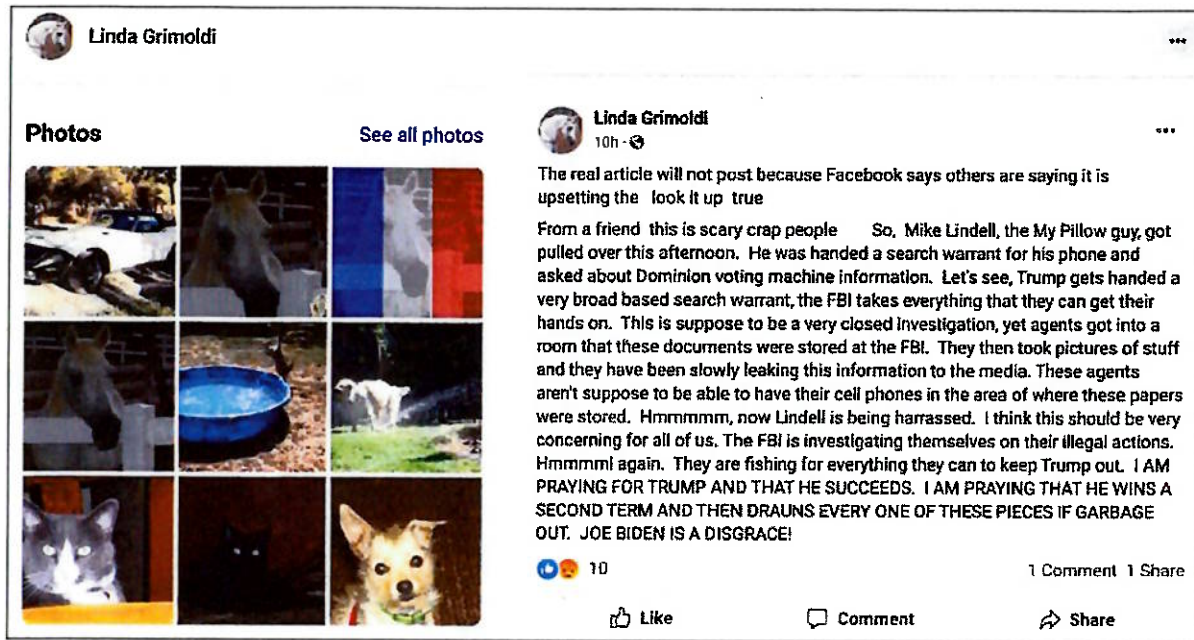 Linda Grimoldi
Photos
See all photos
Linda Grimoldi
10h ·
The real article will not post because Facebook says others are saying it is
upsetting the look it up true
From a friend this is scary crap people So, Mike Lindell, the My Pillow guy, got
pulled over this afternoon. He was handed a search warrant for his phone and
asked about Dominion voting machine information. Let's see, Trump gets handed a
very broad based search warrant, the FBI takes everything that they can get their
hands on. This is suppose to be a very closed investigation, yet agents got into a
room that these documents were stored at the FBI. They then took pictures of stuff
and they have been slowly leaking this information to the media. These agents
aren't suppose to be able to have their cell phones in the area of where these papers
were stored. Hmmmmm, now Lindell is being harrassed. I think this should be very
concerning for all of us. The FBI is investigating themselves on their illegal actions.
Hmmmm! again. They are fishing for everything they can to keep Trump out. I AM
PRAYING FOR TRUMP AND THAT HE SUCCEEDS. I AM PRAYING THAT HE WINS A
SECOND TERM AND THEN DRAUNS EVERY ONE OF THESE PIECES IF GARBAGE
OUT. JOE BIDEN IS A DISGRACE!
10
1 Comment 1 Share
Like
Comment
Share